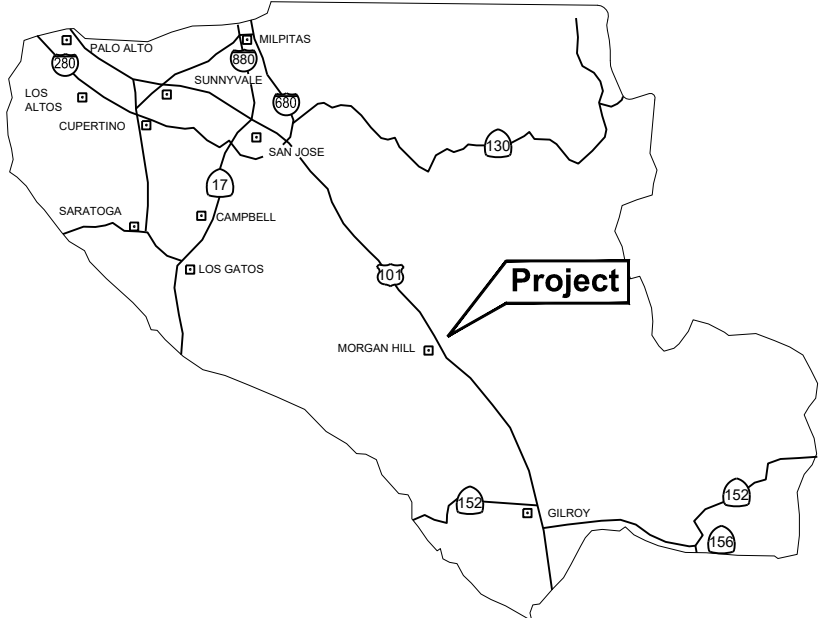 PALO ALTO
MILPITAS
280
880
SUNNYVALE
LOS
ALTOS
680
CUPERTINO
SAN JOSE
130
17
SARATOGA
CAMPBELL
LOS GATOS
101
Project
MORGAN HILL
152
GILROY
152
156